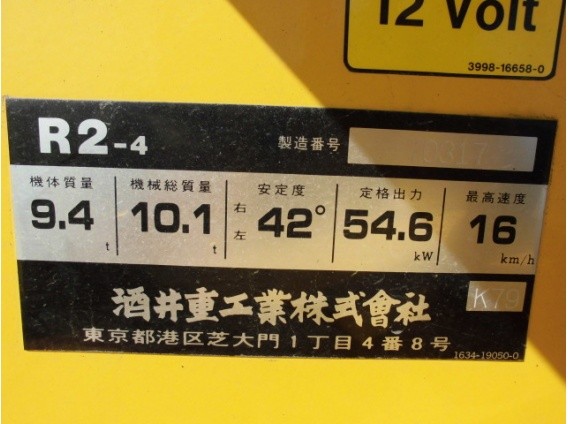 12 Volt
3998-16658-0
R2-4
製造番号
機体質量 機械総質量 安定度 定格出力 最高速度
9.4 t 10.1 t 右 左 42° 54.6 kW 16 km/h
K79
酒井重工業株式會社
東京都港区芝大門1丁目4番8号
1634-19050-0